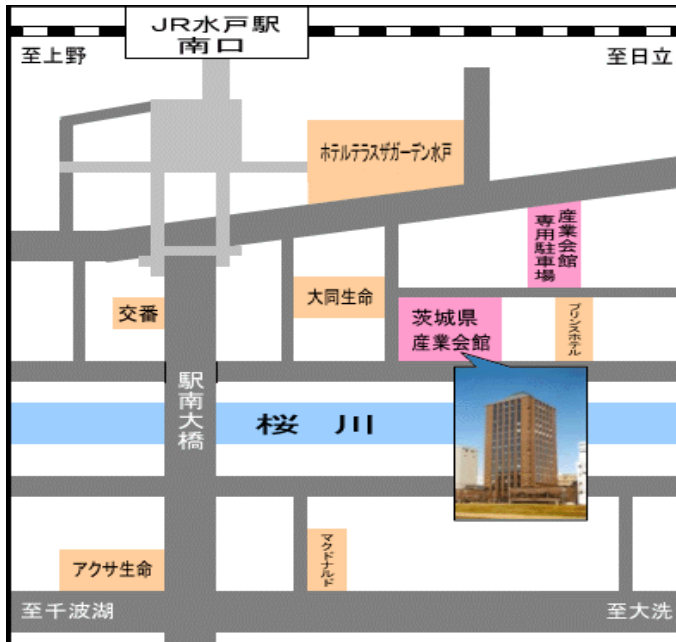 JR水戸駅
南口
至上野
至日立
ホテルテラスザガーデン水戸
産業会館
専用駐車場
大同生命
交番
茨城県
産業会館
プリンスホテル
駅南大橋
桜川
マクドナルド
アクサ生命
至千波湖
至大洗